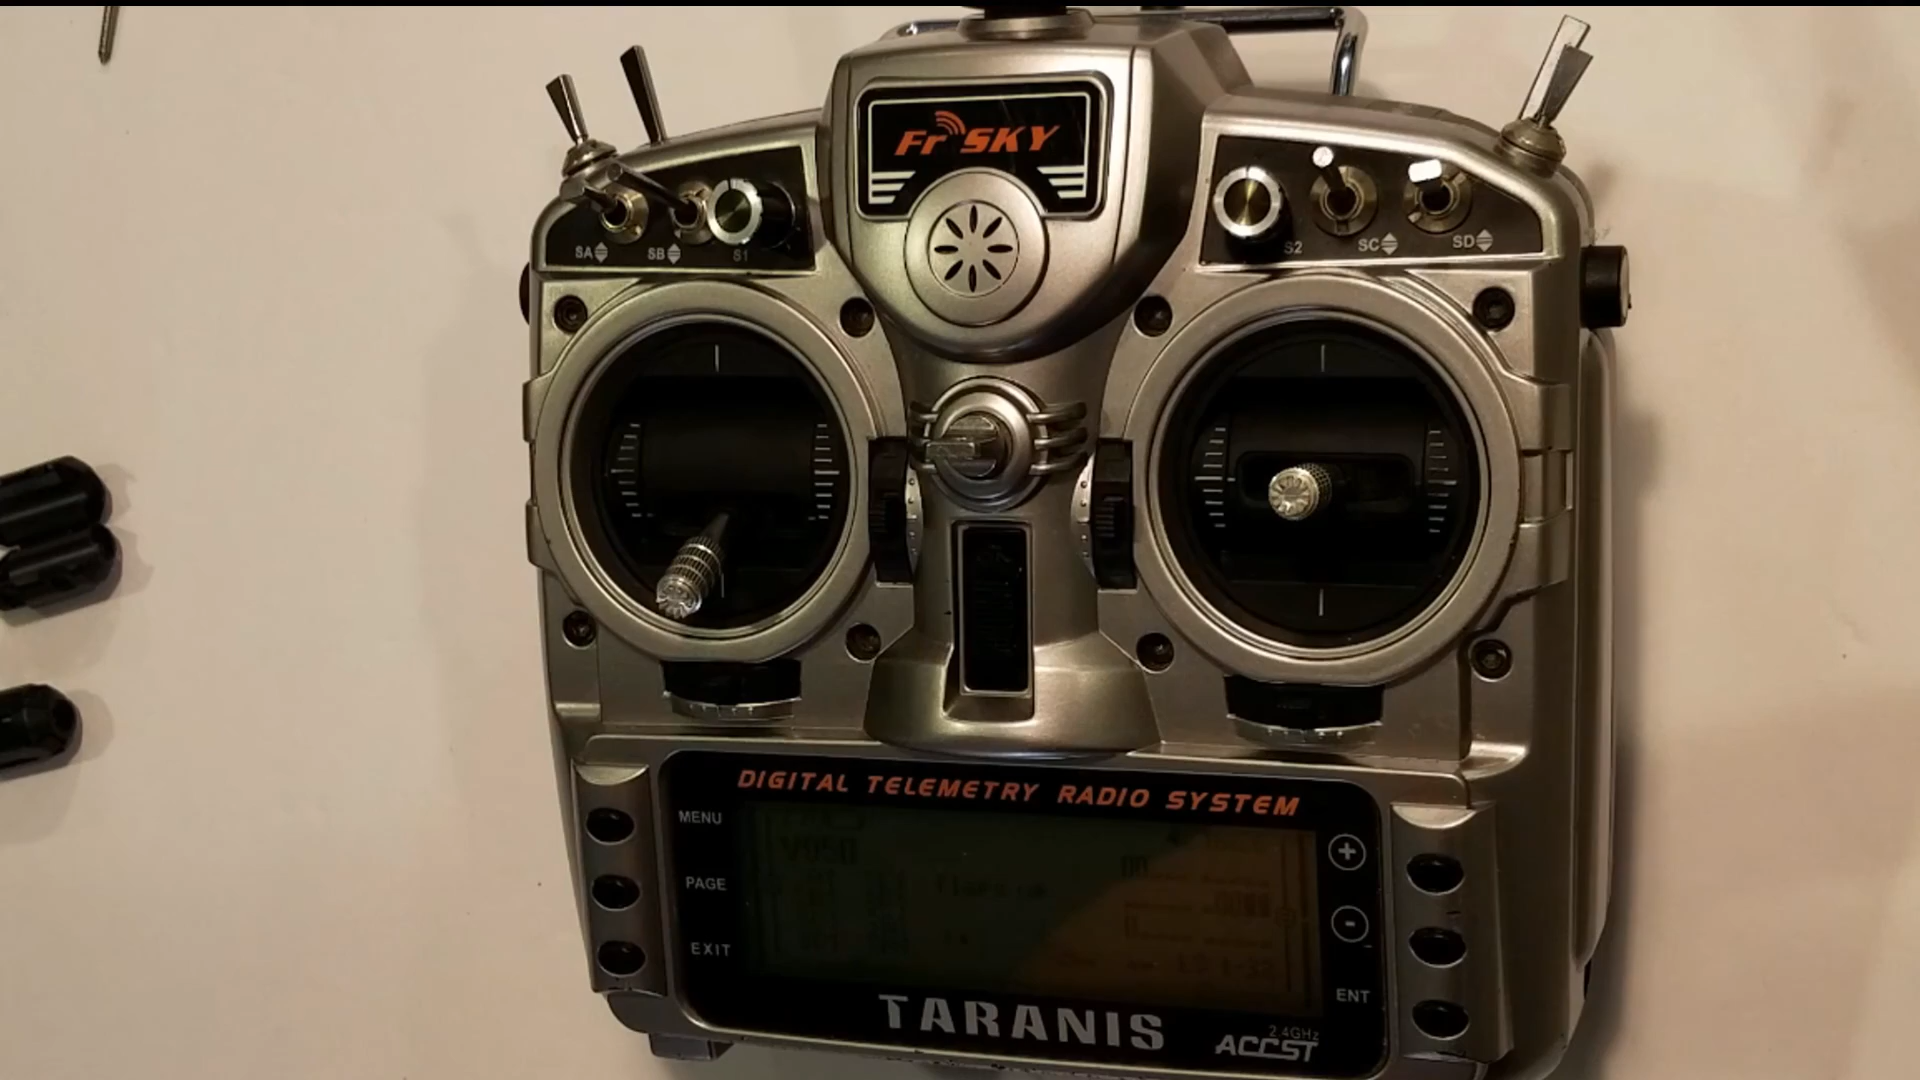 FrSKY
SA
SB
S1
S2
SC
SD
DIGITAL TELEMETRY RADIO SYSTEM
MENU
PAGE
EXIT
+
-
ENT
TARANIS
2.4GHz
ACCST